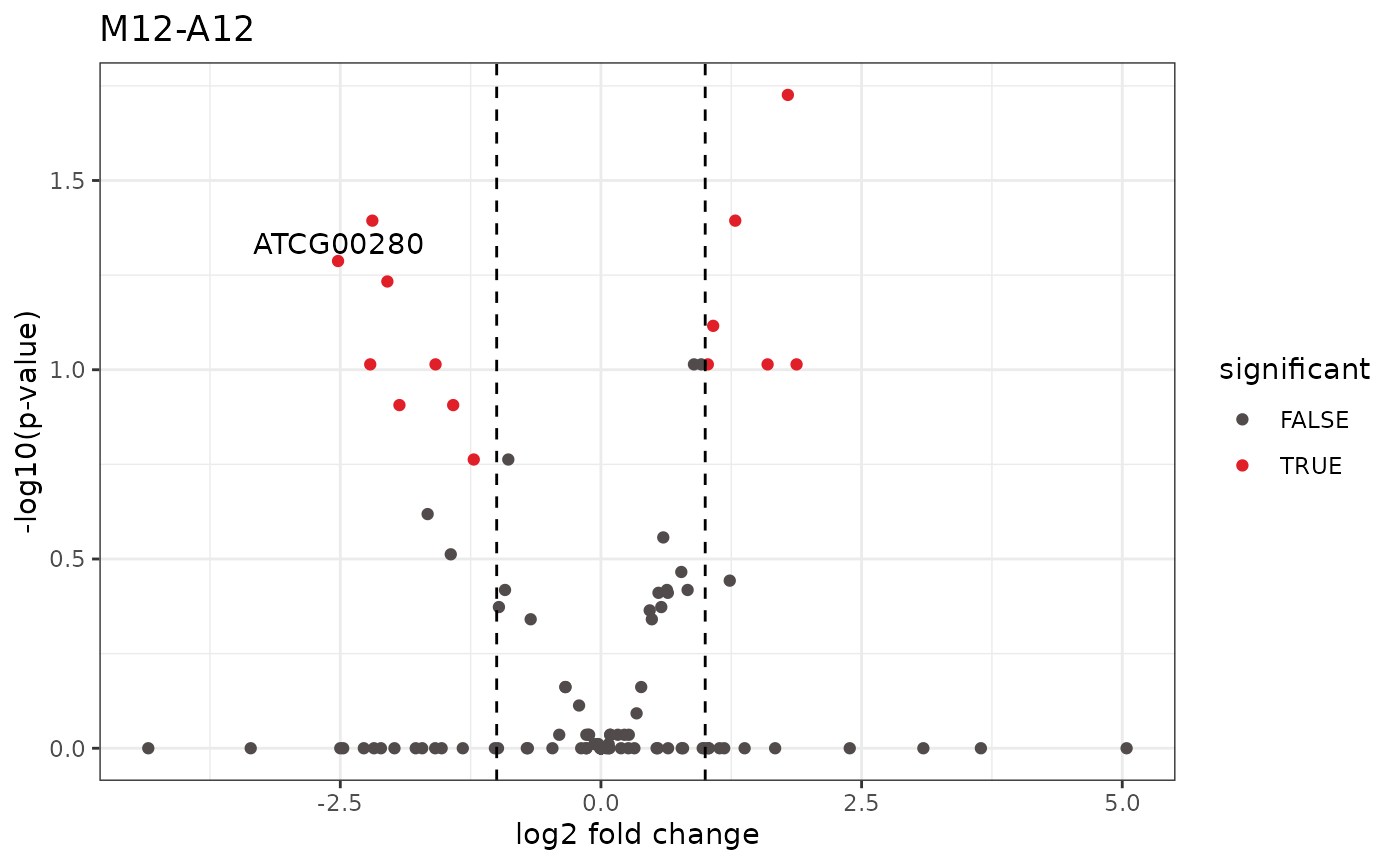 M12-A12
-log10(p-value)
1.5
1.0
0.5
0.0
ATCG00280
-2.5
0.0
2.5
5.0
log2 fold change
significant
FALSE
TRUE